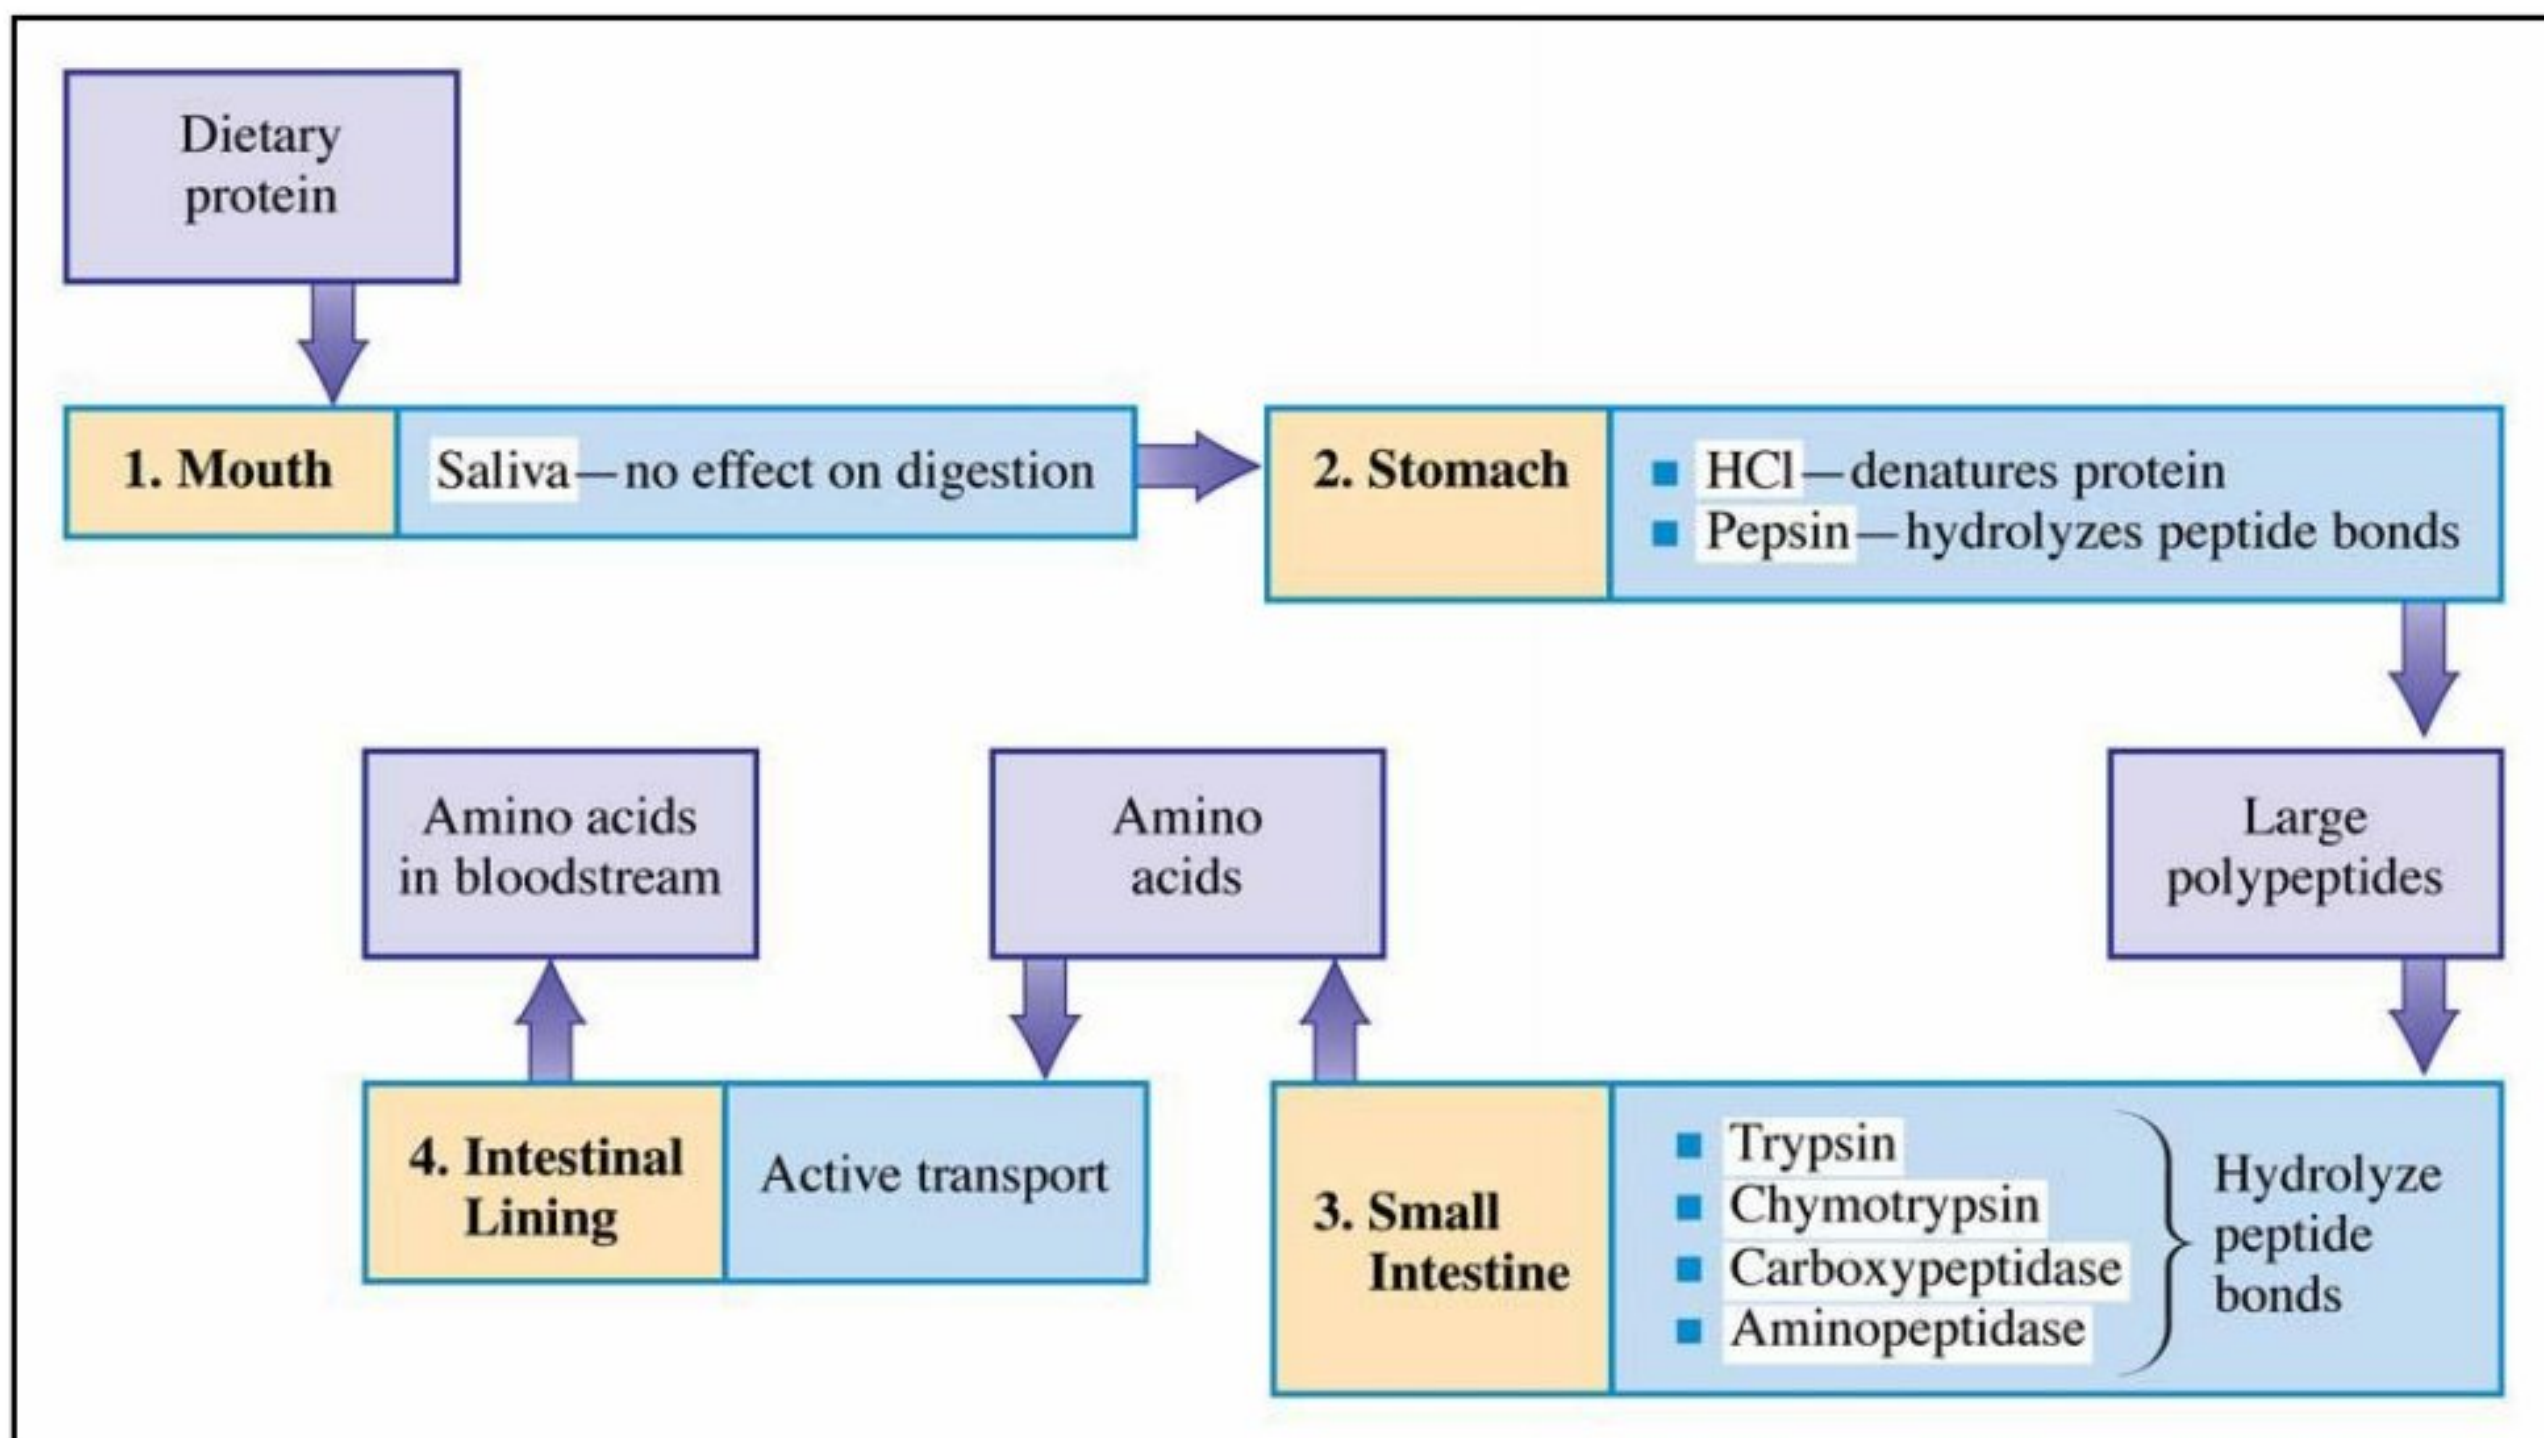 Dietary
protein
1. Mouth
Saliva—no effect on digestion
2. Stomach
■ HCl—denatures protein
■ Pepsin—hydrolyzes peptide bonds
Large
polypeptides
3. Small
Intestine
■ Trypsin
■ Chymotrypsin
■ Carboxypeptidase
■ Aminopeptidase
Hydrolyze
peptide
bonds
Amino
acids
4. Intestinal
Lining
Active transport
Amino acids
in bloodstream